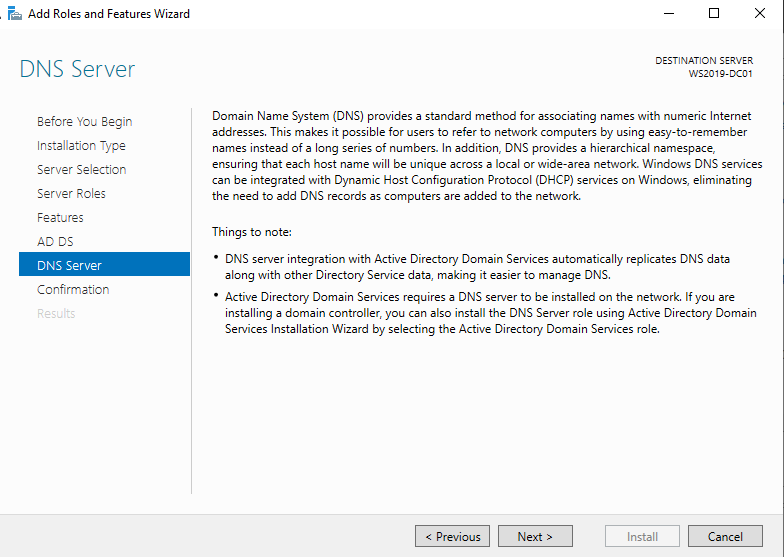 Add Roles and Features Wizard
DNS Server
DESTINATION SERVER
WS2019-DC01
Before You Begin
Installation Type
Server Selection
Server Roles
Features
AD DS
DNS Server
Confirmation
Results
Domain Name System (DNS) provides a standard method for associating names with numeric Internet
addresses. This makes it possible for users to refer to network computers by using easy-to-remember
names instead of a long series of numbers. In addition, DNS provides a hierarchical namespace,
ensuring that each host name will be unique across a local or wide-area network. Windows DNS services
can be integrated with Dynamic Host Configuration Protocol (DHCP) services on Windows, eliminating
the need to add DNS records as computers are added to the network.
Things to note:
• DNS server integration with Active Directory Domain Services automatically replicates DNS data
along with other Directory Service data, making it easier to manage DNS.
• Active Directory Domain Services requires a DNS server to be installed on the network. If you are
installing a domain controller, you can also install the DNS Server role using Active Directory Domain
Services Installation Wizard by selecting the Active Directory Domain Services role.
< Previous
Next >
Install
Cancel